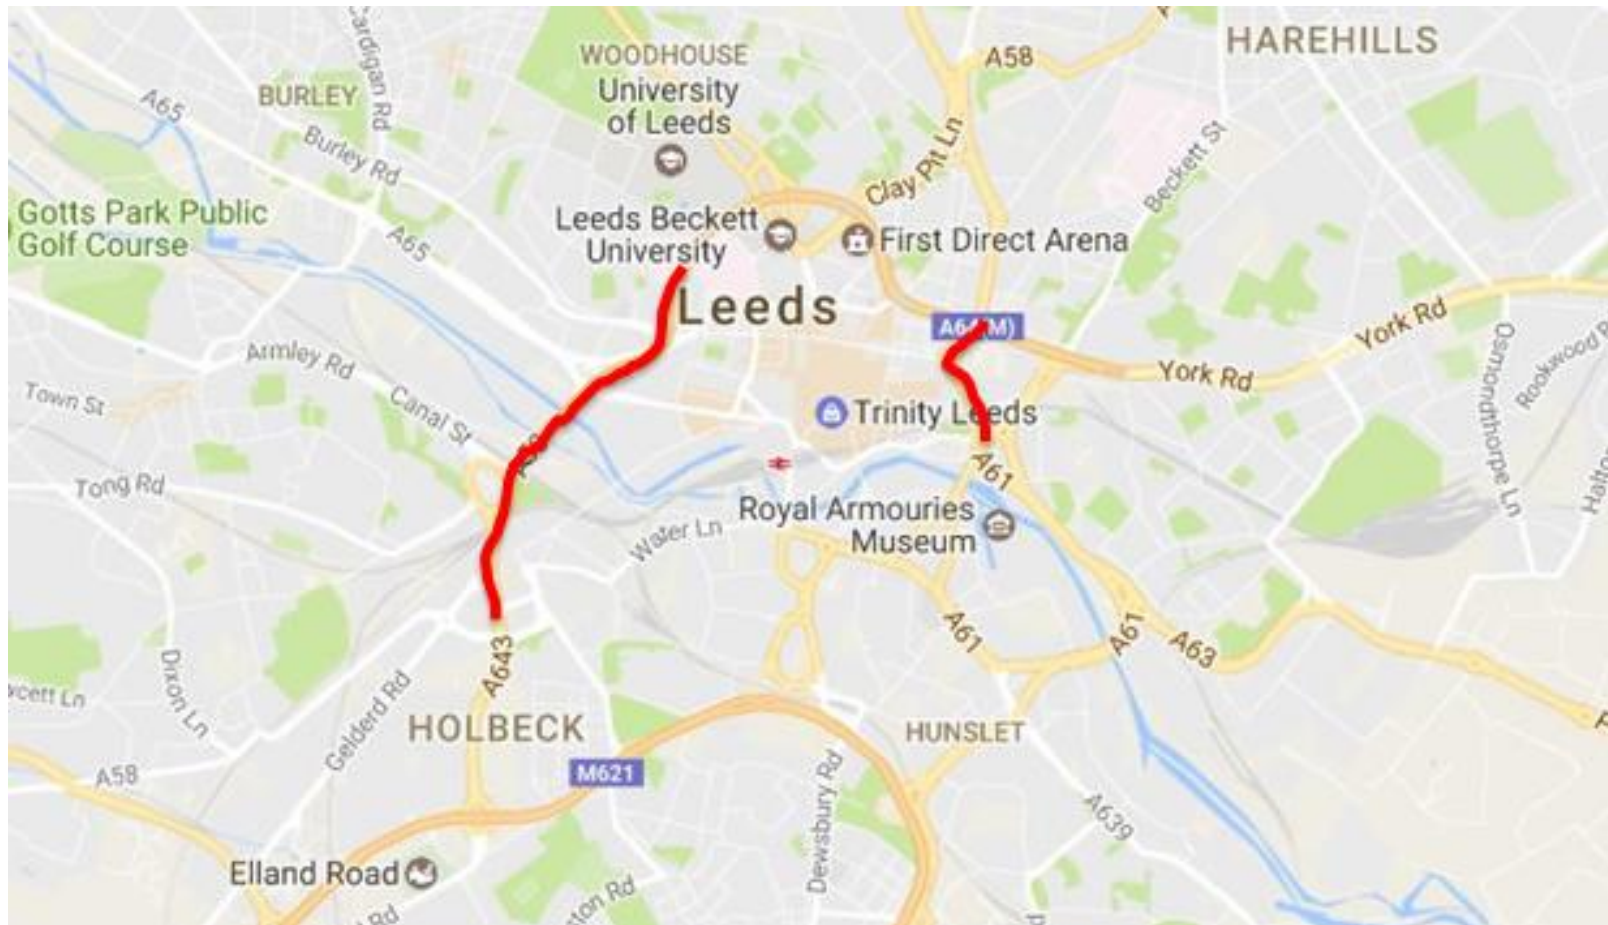 HAREHILLS
WOODHOUSE
A58
University
of Leeds
BURLEY
Cardigan Rd
A65
Burley Rd
Clay Pit Ln
Beckett St
Gotts Park Public
Golf Course
A65
Leeds Beckett
University
First Direct Arena
Leeds
A64(M)
York Rd
York Rd
Osmondthorpe Ln
Rookwood
Armley Rd
Town St
Canal St
Trinity Leeds
A61
Tong Rd
Royal Armouries
Museum
Water Ln
A61
A61
A63
A643
Dixon Ln
Gelderd Rd
HOLBECK
HUNSLET
M621
A58
Dewsbury Rd
A639
Elland Road
Rd